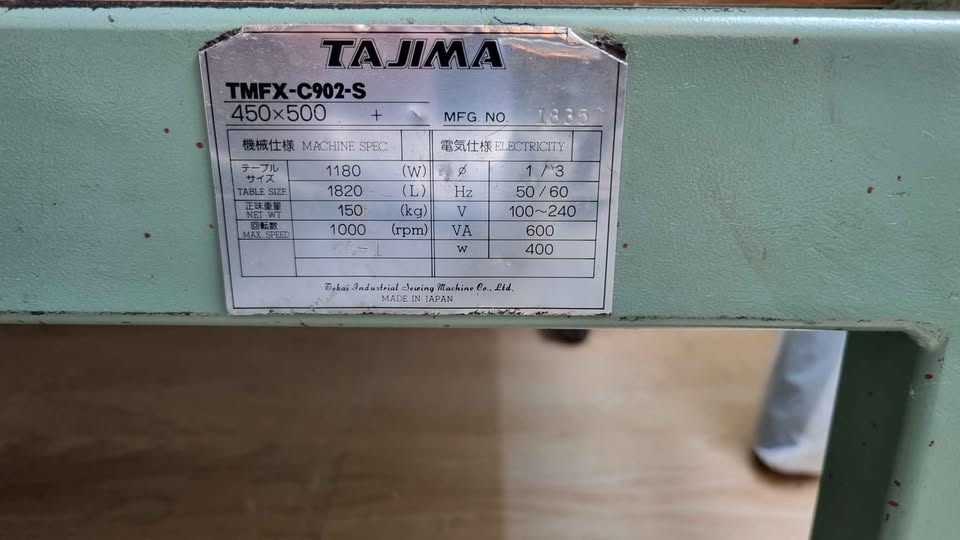 TAJIMA
TMFX-C902-S
450×500 +
MFG. NO.
機械仕様 MACHINE SPEC. 電気仕様 ELECTRICITY
テーブルサイズ TABLE SIZE 1180 (W) ø 1/3
1820 (L) Hz 50/60
正味重量 NET WT 150 (kg) V 100~240
回転数 MAX. SPEED 1000 (rpm) VA 600
W 400
Tokai Industrial Sewing Machine Co., Ltd.
MADE IN JAPAN